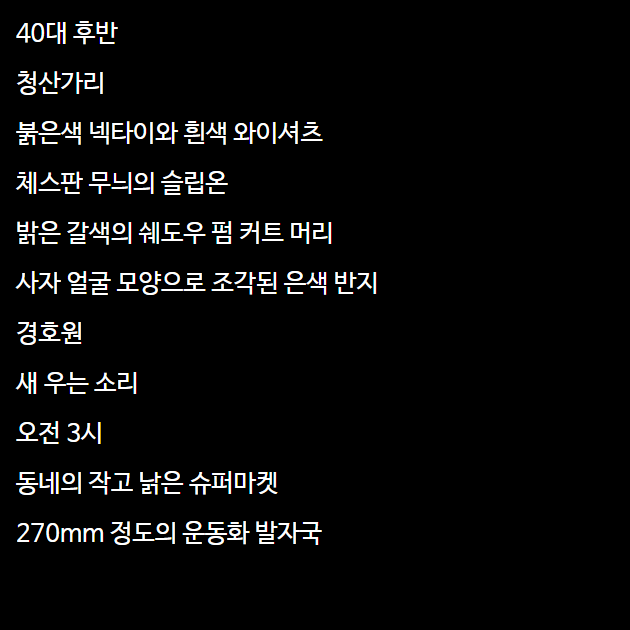 40대 후반
청산가리
붉은색 넥타이와 흰색 와이셔츠
체스판 무늬의 슬립온
밝은 갈색의 쉐도우 펌 커트 머리
사자 얼굴 모양으로 조각된 은색 반지
경호원
새 우는 소리
오전 3시
동네의 작고 낡은 슈퍼마켓
270mm 정도의 운동화 발자국